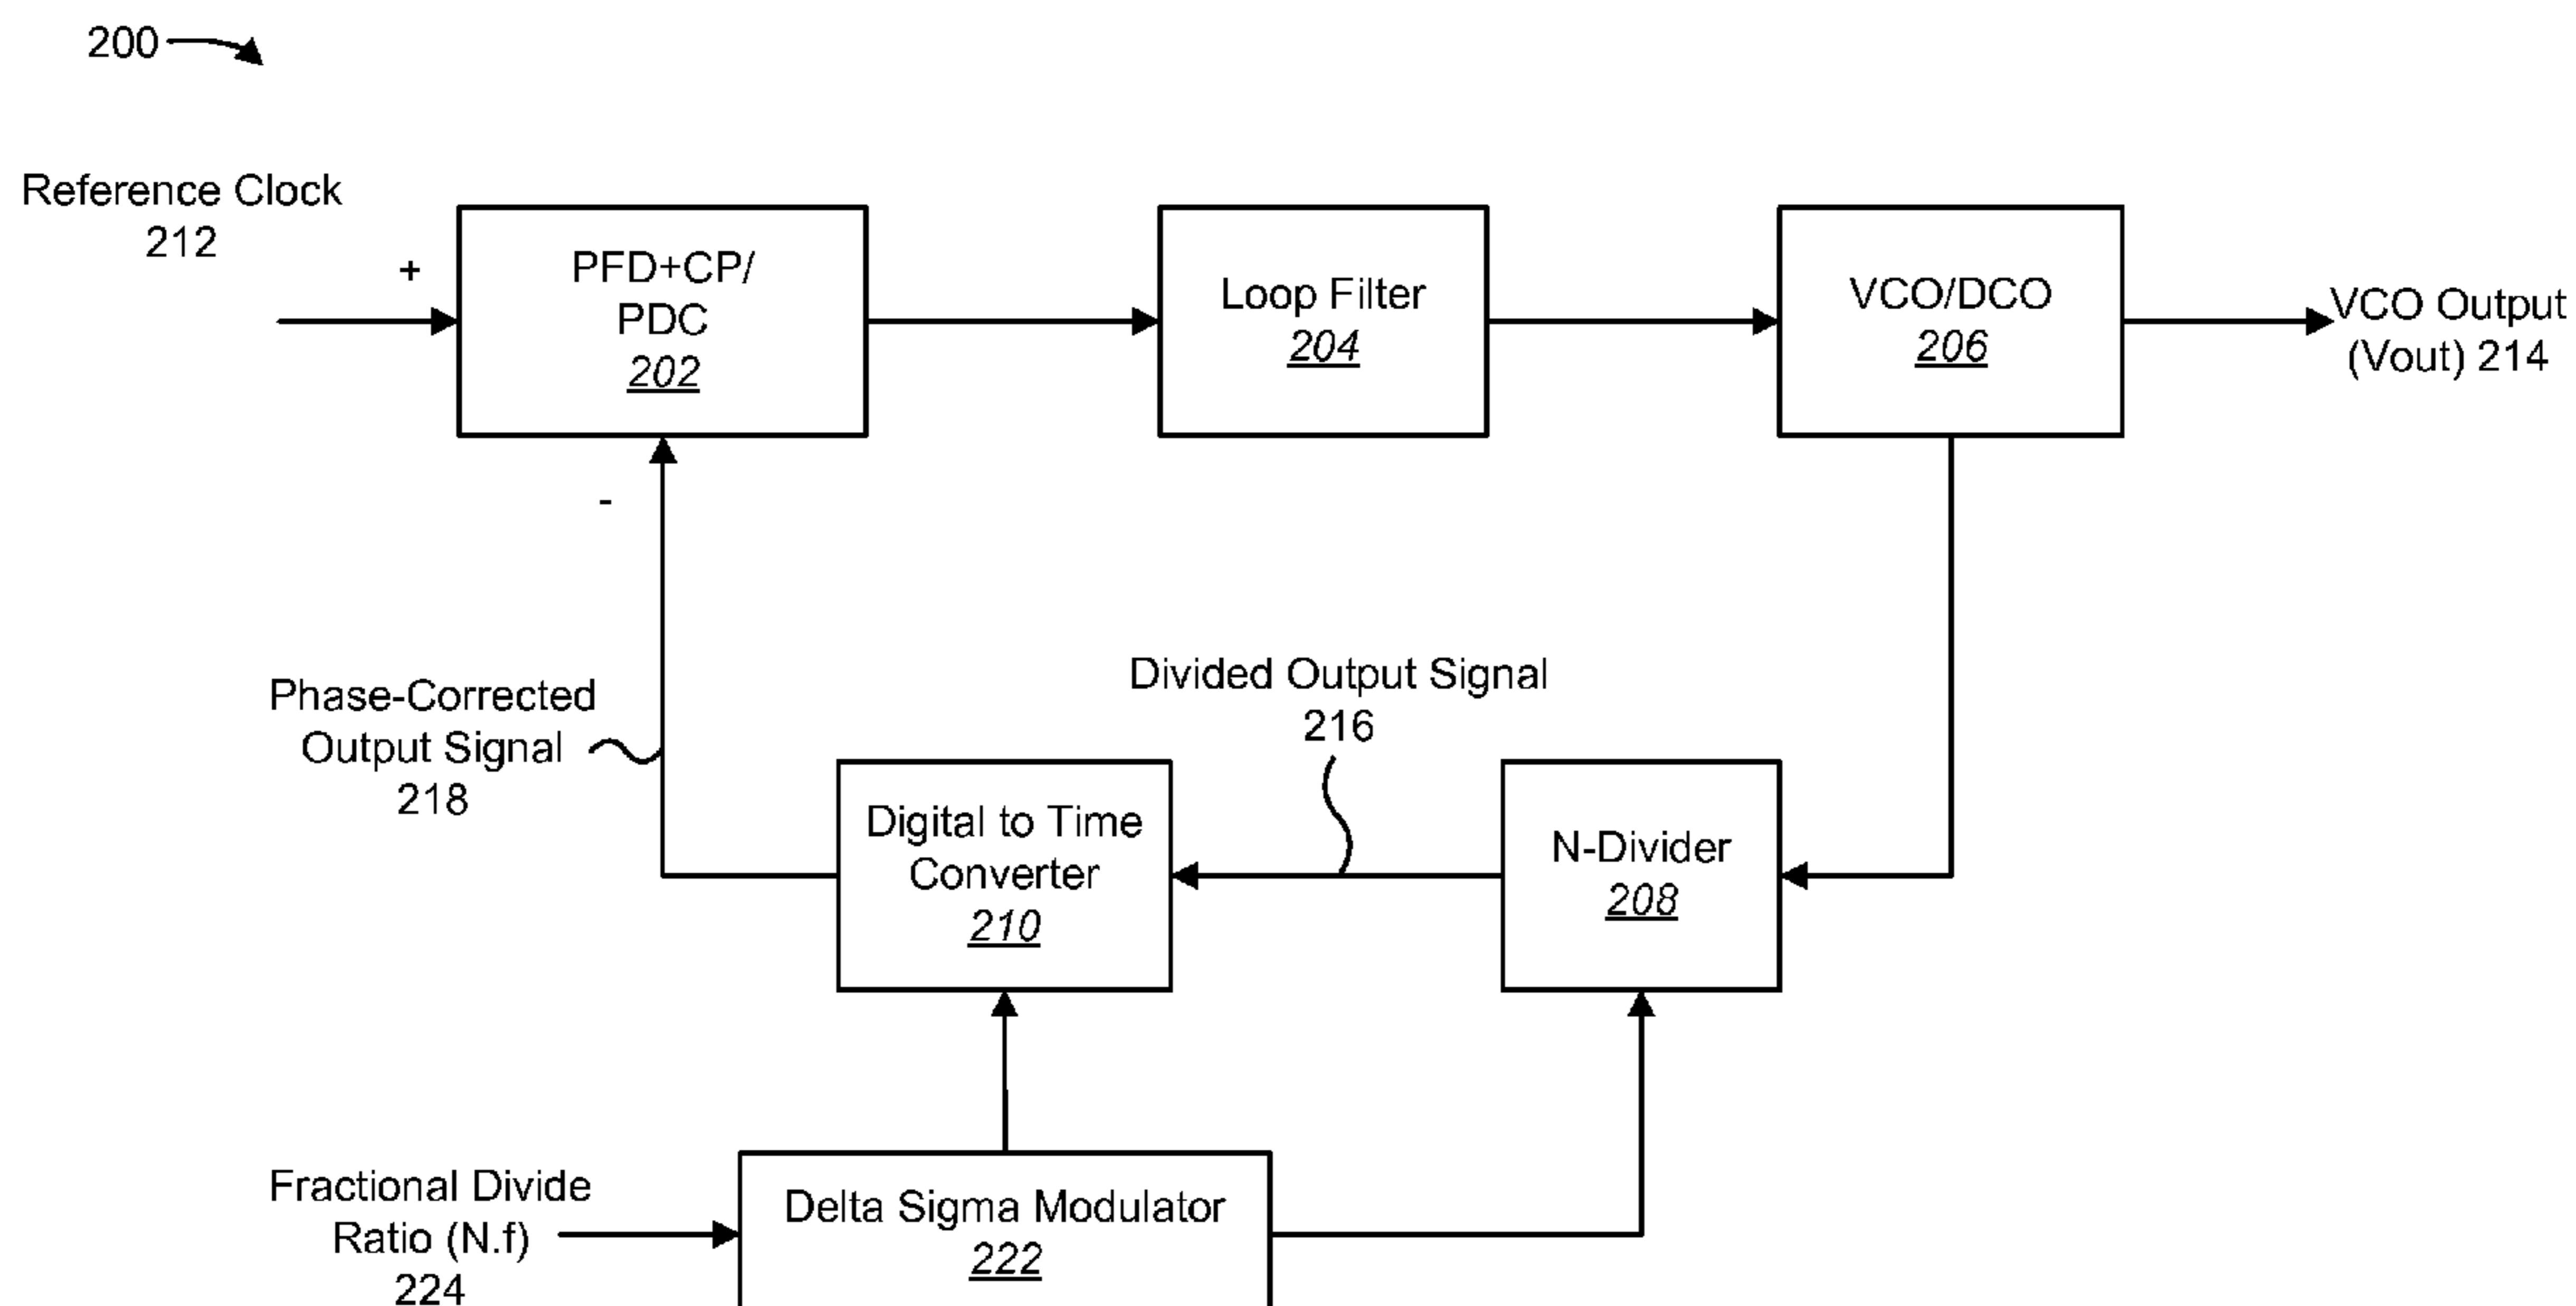 200
Reference Clock
212
+
PFD+CP/
PDC
202
Loop Filter
204
VCO/DCO
206
VCO Output
(Vout) 214
-
Phase-Corrected
Output Signal
218
Divided Output Signal
216
Digital to Time
Converter
210
N-Divider
208
Fractional Divide
Ratio (N.f)
224
Delta Sigma Modulator
222